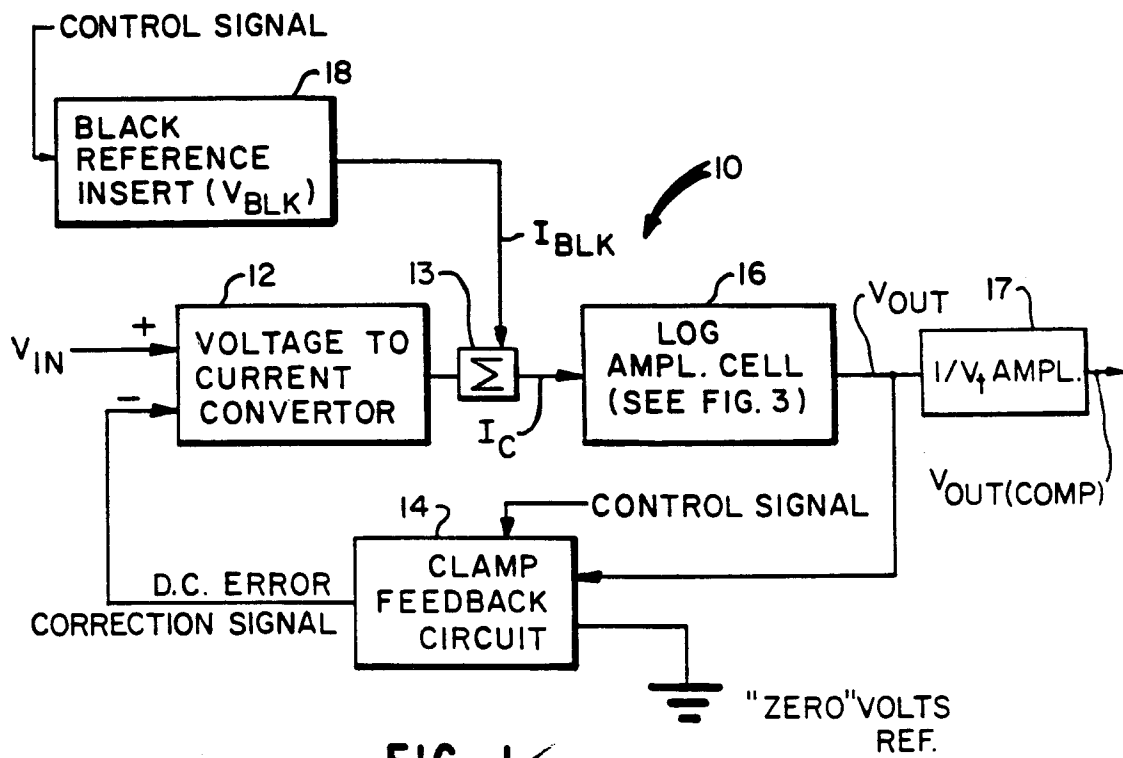 CONTROL SIGNAL
18
BLACK
REFERENCE
INSERT (VBLK)
10
IBLK
12
13
16
VOUT
17
VIN
+
−
VOLTAGE TO
CURRENT
CONVERTOR
Σ
IC
LOG
AMPL. CELL
(SEE FIG. 3)
1/Vt AMPL.
VOUT(COMP)
CONTROL SIGNAL
14
CLAMP
FEEDBACK
CIRCUIT
D.C. ERROR
CORRECTION SIGNAL
"ZERO" VOLTS
REF.
FIG. 1